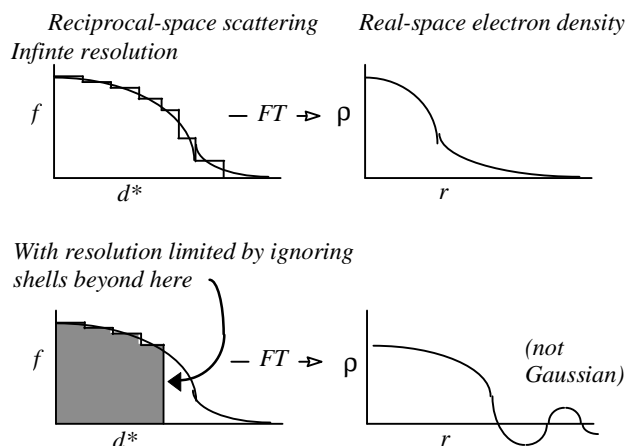 Reciprocal-space scattering
Real-space electron density
Infinte resolution
f
— FT →
ρ
d*
r
With resolution limited by ignoring
shells beyond here
f
— FT →
ρ
(not
Gaussian)
d*
r